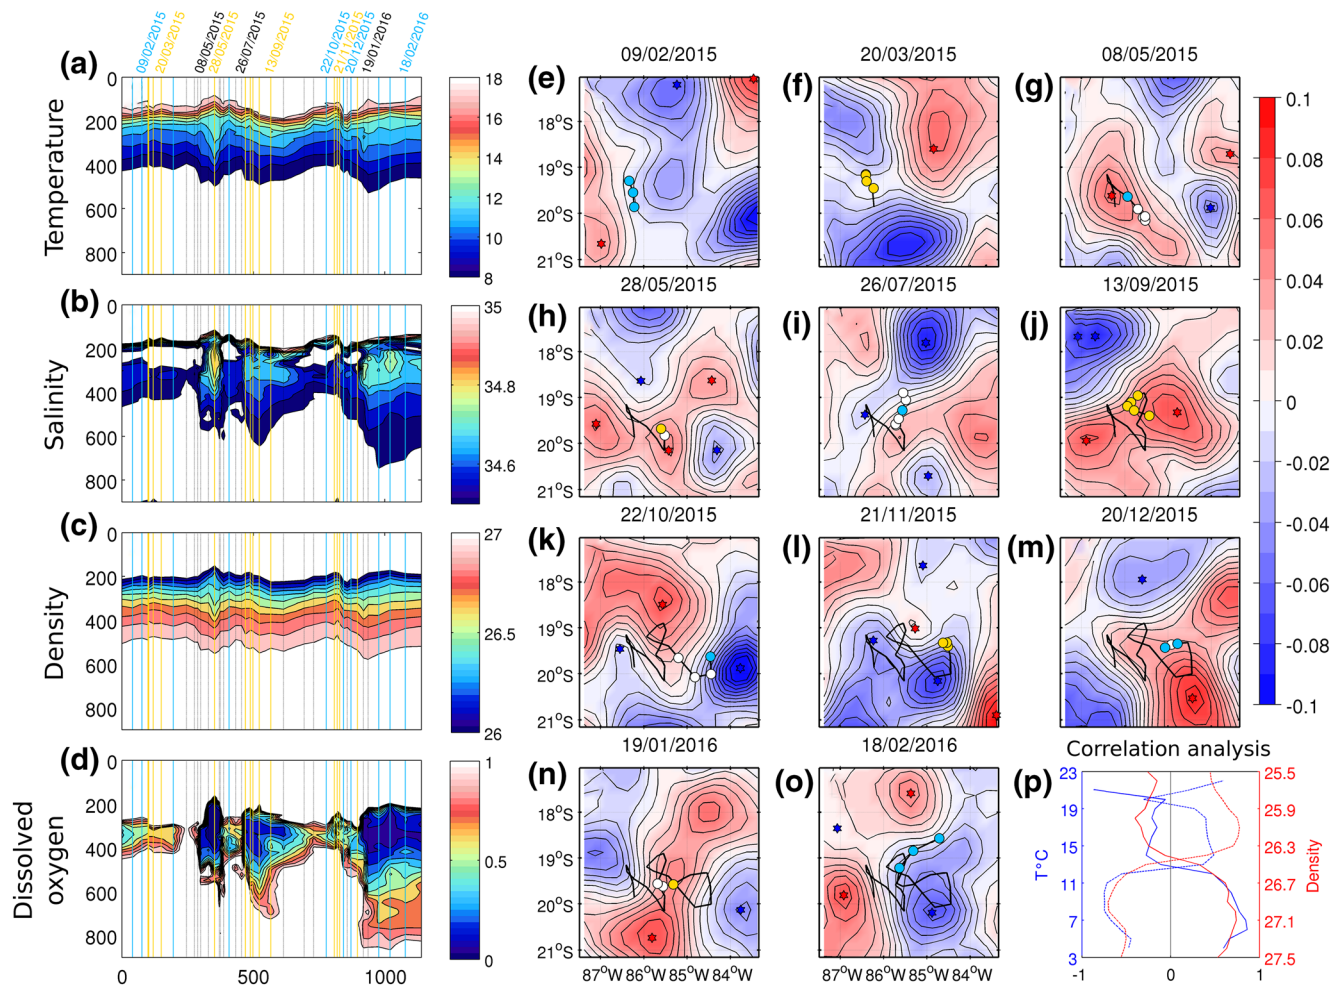 09/02/2015 20/03/2015 08/05/2015 28/05/2015 26/07/2015 13/09/2015 22/10/2015 21/11/2015 20/12/2015 19/01/2016 18/02/2016
(a)
Temperature
0
200
400
600
800
18
16
14
12
10
8
(b)
Salinity
0
200
400
600
800
35
34.8
34.6
(c)
Density
0
200
400
600
800
27
26.5
26
(d)
Dissolved
oxygen
0
200
400
600
800
0 500 1000
1
0.5
0
(e) 09/02/2015
18°S
19°S
20°S
21°S
(f) 20/03/2015
(g) 08/05/2015
(h) 28/05/2015
18°S
19°S
20°S
21°S
(i) 26/07/2015
(j) 13/09/2015
(k) 22/10/2015
18°S
19°S
20°S
21°S
(l) 21/11/2015
(m) 20/12/2015
(n) 19/01/2016
18°S
19°S
20°S
21°S
87°W 86°W 85°W 84°W
(o) 18/02/2016
87°W 86°W 85°W 84°W
0.1
0.08
0.06
0.04
0.02
0
-0.02
-0.04
-0.06
-0.08
-0.1
Correlation analysis
(p)
T°C
23
19
15
11
7
3
-1 0 1
25.5
25.9
26.3
26.7
27.1
27.5
Density